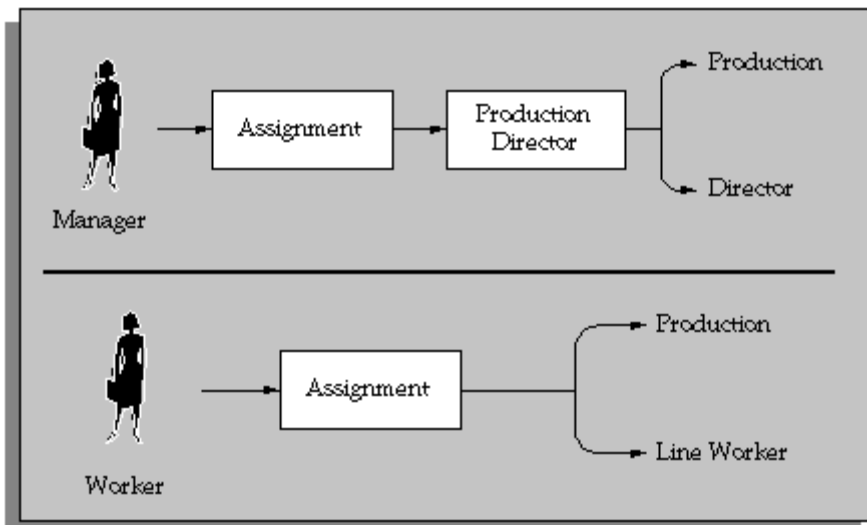 Production
Assignment
Production
Director
Director
Manager
Production
Assignment
Line Worker
Worker